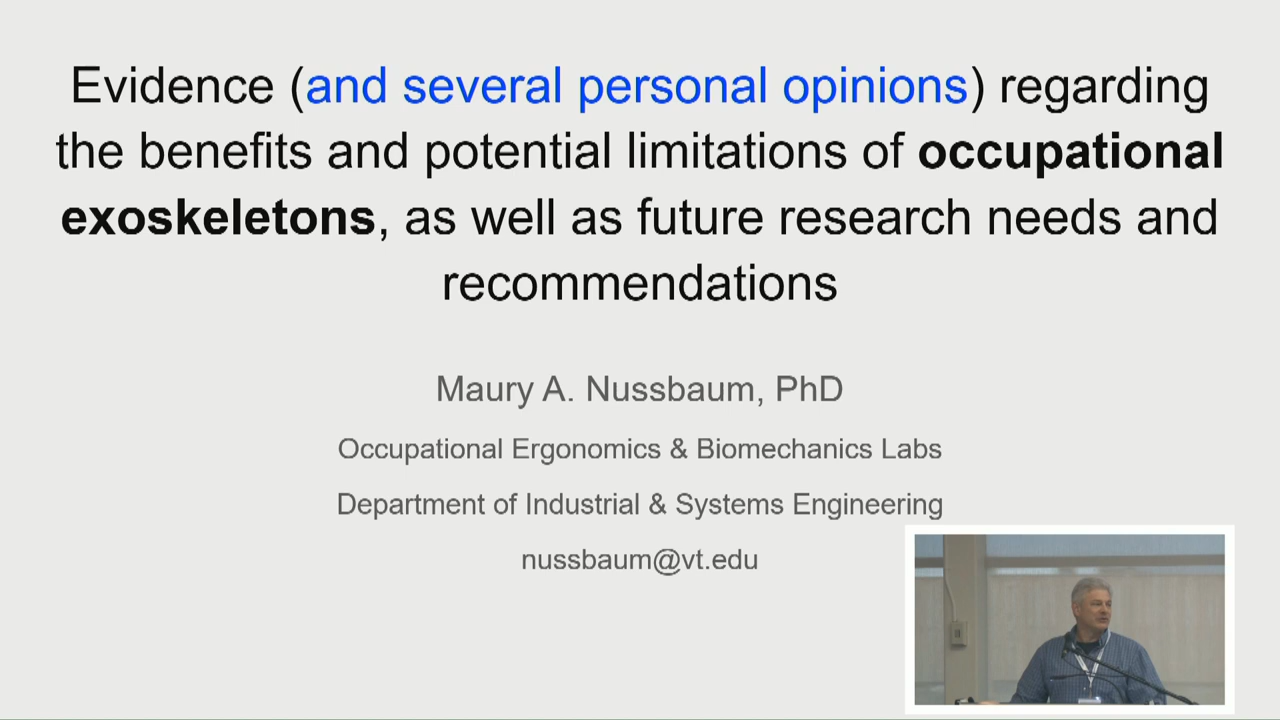 Evidence (and several personal opinions) regarding
the benefits and potential limitations of occupational
exoskeletons, as well as future research needs and
recommendations
Maury A. Nussbaum, PhD
Occupational Ergonomics & Biomechanics Labs
Department of Industrial & Systems Engineering
nussbaum@vt.edu